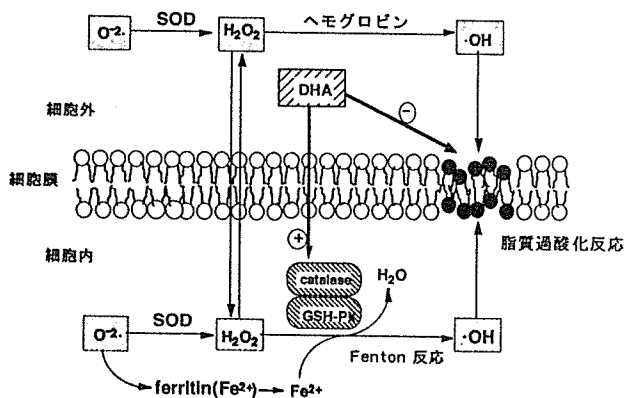 O⁻²·
SOD
H₂O₂
ヘモグロビン
·OH
DHA
⊖
細胞外
細胞膜
脂質過酸化反応
⊕
細胞内
catalase
H₂O
GSH-Px
O⁻²·
SOD
H₂O₂
·OH
Fenton 反応
ferritin(Fe²⁺)
Fe²⁺